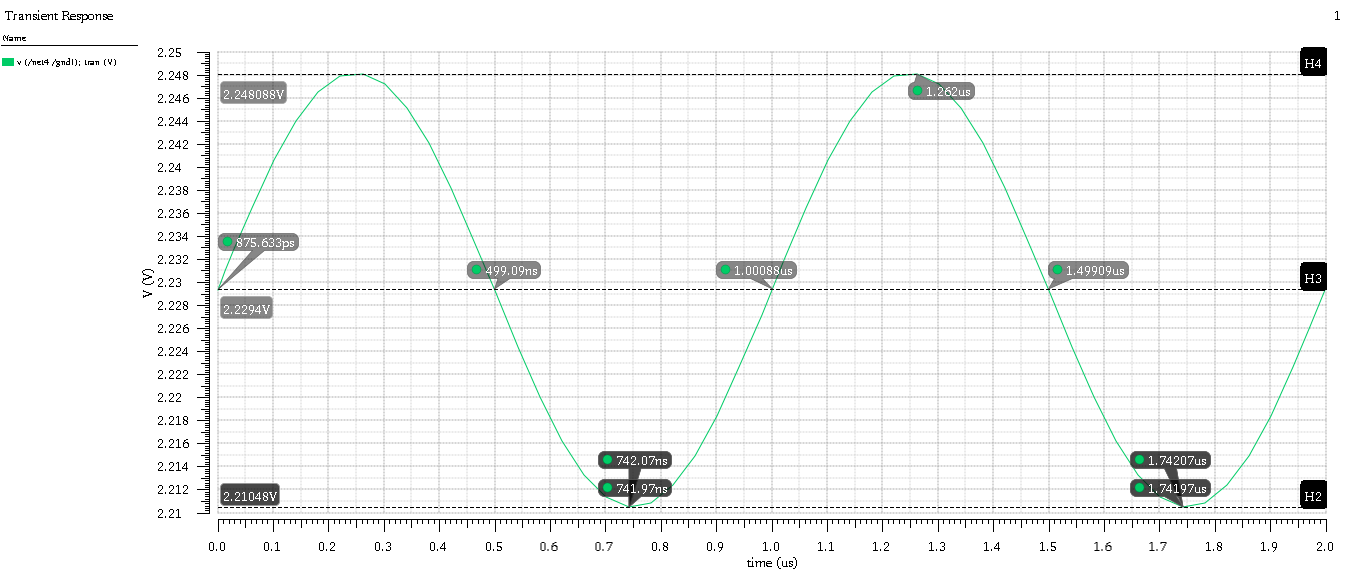 Transient Response 1
Name
v (/net4 /gnd!); tran (V)
2.25
2.248
2.246
2.244
2.242
2.24
2.238
2.236
2.234
2.232
2.23
2.228
2.226
2.224
2.222
2.22
2.218
2.216
2.214
2.212
2.21
V (V)
H4
2.248088V
1.262us
875.633ps
499.09ns
1.00088us
1.49909us
H3
2.2294V
742.07ns
1.74207us
741.97ns
1.74197us
2.21048V
H2
0.0 0.1 0.2 0.3 0.4 0.5 0.6 0.7 0.8 0.9 1.0 1.1 1.2 1.3 1.4 1.5 1.6 1.7 1.8 1.9 2.0
time (us)